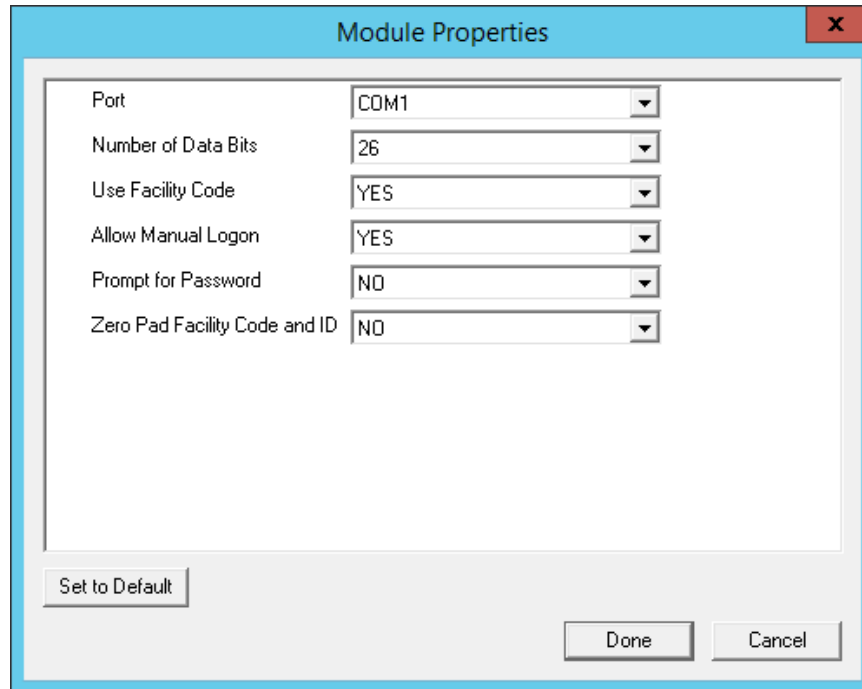 Module Properties
x
Port COM1
Number of Data Bits 26
Use Facility Code YES
Allow Manual Logon YES
Prompt for Password NO
Zero Pad Facility Code and ID NO
Set to Default
Done Cancel